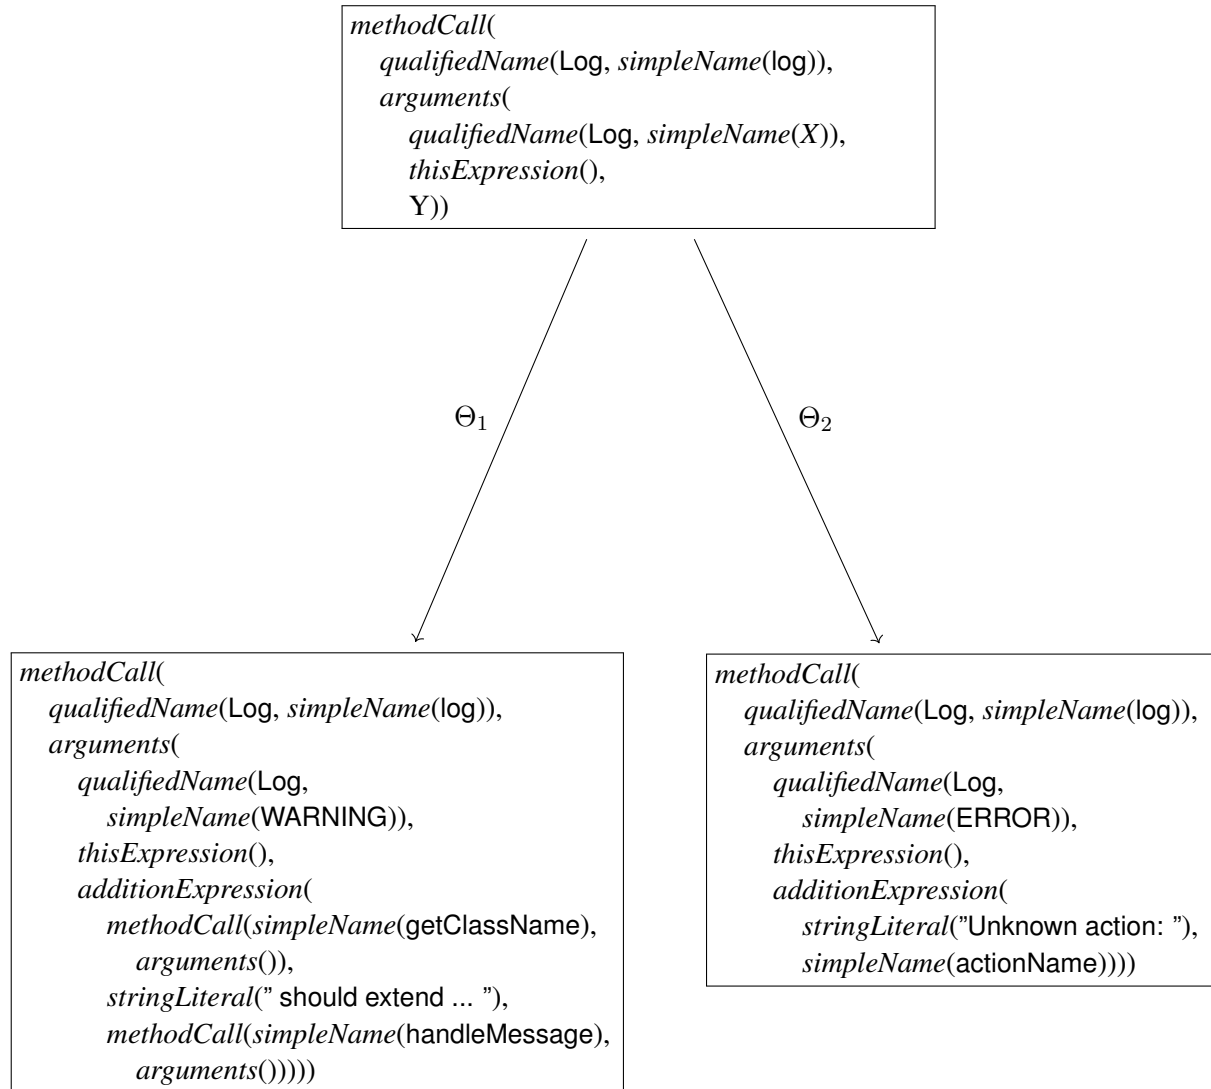 methodCall(
qualifiedName(Log, simpleName(log)),
arguments(
qualifiedName(Log, simpleName(X)),
thisExpression(),
Y))
Θ1
Θ2
methodCall(
qualifiedName(Log, simpleName(log)),
arguments(
qualifiedName(Log,
simpleName(WARNING)),
thisExpression(),
additionExpression(
methodCall(simpleName(getClassName),
arguments()),
stringLiteral(” should extend ... ”),
methodCall(simpleName(handleMessage),
arguments()))))
methodCall(
qualifiedName(Log, simpleName(log)),
arguments(
qualifiedName(Log,
simpleName(ERROR)),
thisExpression(),
additionExpression(
stringLiteral(”Unknown action: ”),
simpleName(actionName))))